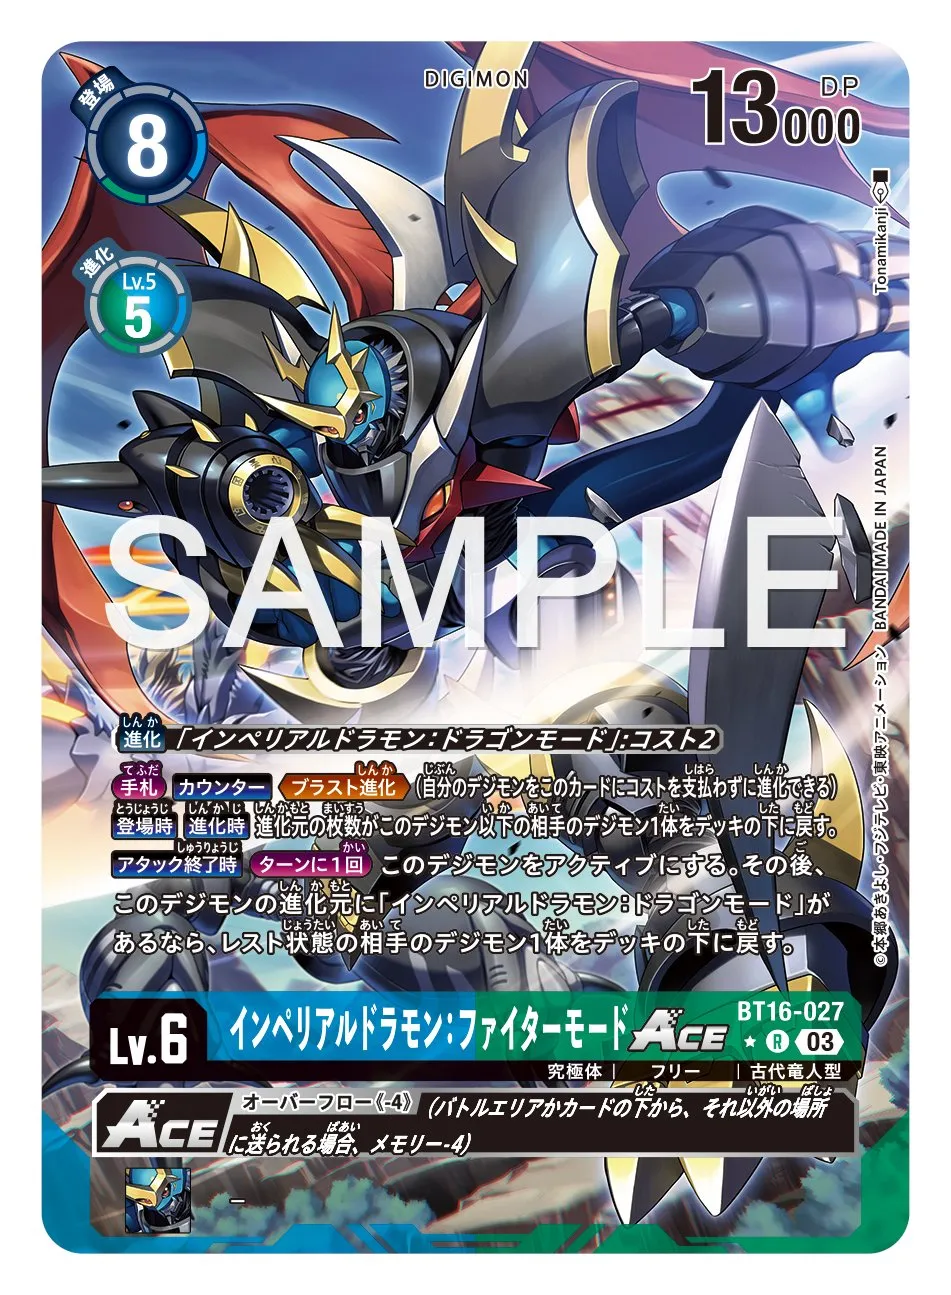 DIGIMON
登場
8
13000
DP
進化
Lv.5
5
Tonamikanji
SAMPLE
©本郷あきよし・フジテレビ・東映アニメーション BANDAI MADE IN JAPAN
進化 「インペリアルドラモン:ドラゴンモード」:コスト2
手札 カウンター ブラスト進化 (自分のデジモンをこのカードにコストを支払わずに進化できる)
登場時 進化時 進化元の枚数がこのデジモン以下の相手のデジモン1体をデッキの下に戻す。
アタック終了時 ターンに1回 このデジモンをアクティブにする。その後、
このデジモンの進化元に「インペリアルドラモン:ドラゴンモード」が
あるなら、レスト状態の相手のデジモン1体をデッキの下に戻す。
Lv.6
インペリアルドラモン:ファイターモードACE
BT16-027
R 03
究極体 | フリー | 古代竜人型
ACE
オーバーフロー《-4》 (バトルエリアかカードの下から、それ以外の場所
に送られる場合、メモリー-4)
–